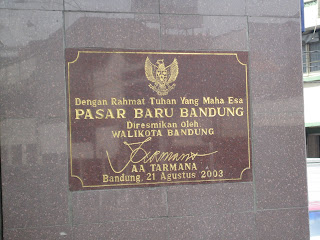 Dengan Rahmat Tuhan Yang Maha Esa
PASAR BARU BANDUNG
Diresmikan Oleh
WALIKOTA BANDUNG
AA TARMANA
Bandung, 21 Agustus 2003